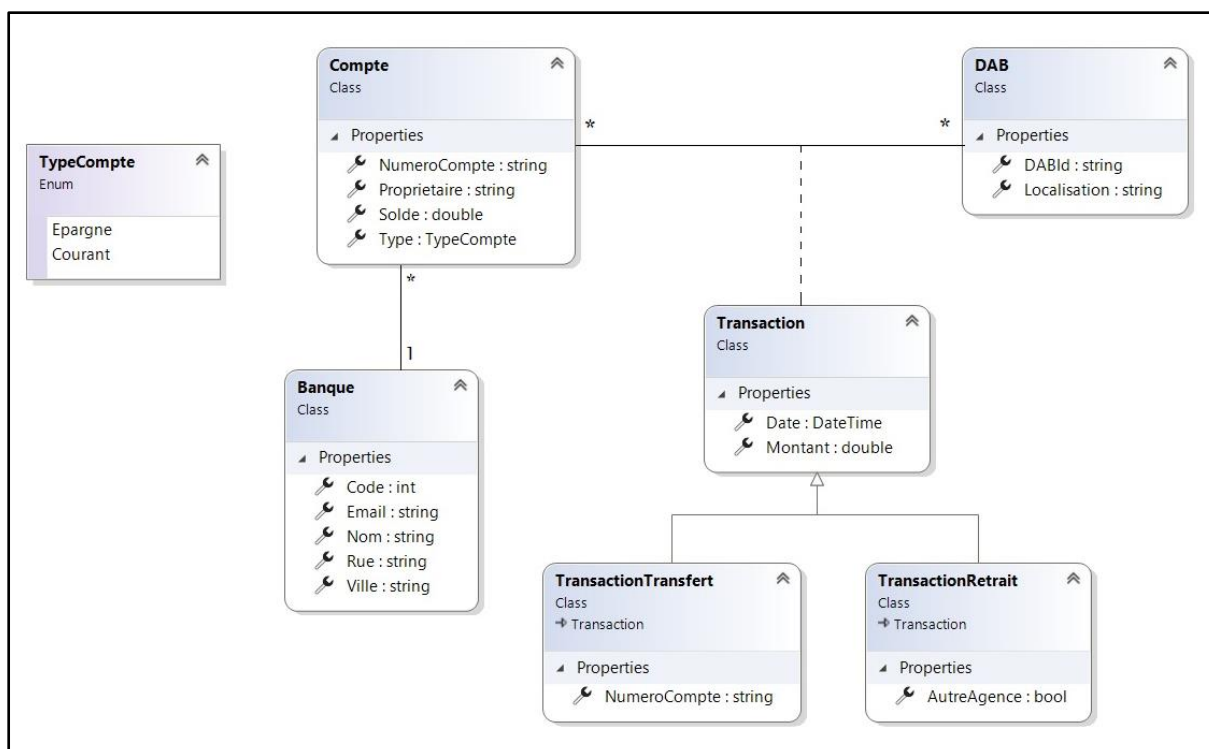 Compte
Class
Properties
NumeroCompte : string
Proprietaire : string
Solde : double
Type : TypeCompte
*
*
DAB
Class
Properties
DABId : string
Localisation : string
TypeCompte
Enum
Epargne
Courant
*
1
Banque
Class
Properties
Code : int
Email : string
Nom : string
Rue : string
Ville : string
Transaction
Class
Properties
Date : DateTime
Montant : double
TransactionTransfert
Class
Transaction
Properties
NumeroCompte : string
TransactionRetrait
Class
Transaction
Properties
AutreAgence : bool